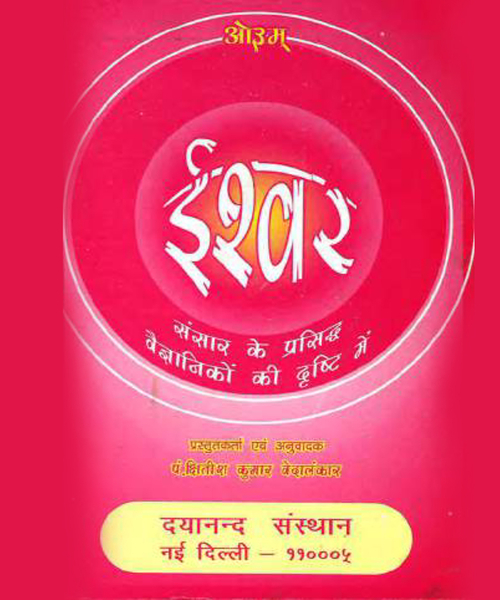 ओ३म्
ईश्वर
संसार के प्रसिद्ध
वैज्ञानिकों की दृष्टि में
प्रस्तुतकर्ता एवं अनुवादक
पं.क्षितीश कुमार वेदालंकार
दयानन्द संस्थान
नई दिल्ली – ११०००५